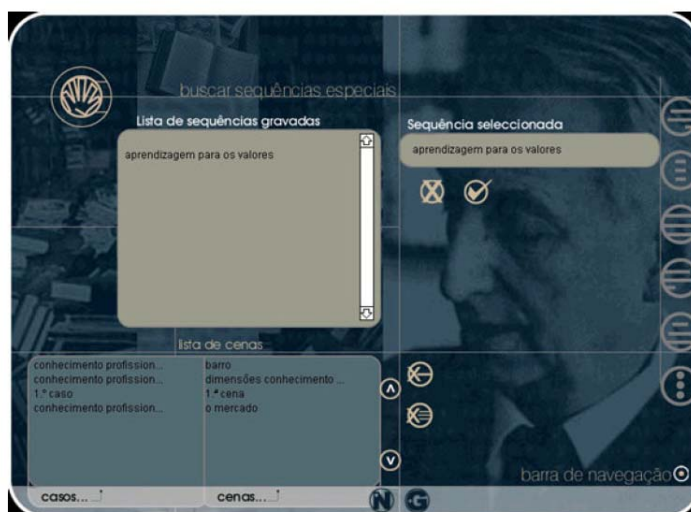 buscar sequências especiais
Lista de sequências gravadas
aprendizagem para os valores
Sequência seleccionada
aprendizagem para os valores
lista de cenas
conhecimento profission...
conhecimento profission...
1.º caso
conhecimento profission...
barro
dimensões conhecimento ...
1.ª cena
o mercado
barra de navegação
casos...
cenas...
N
G